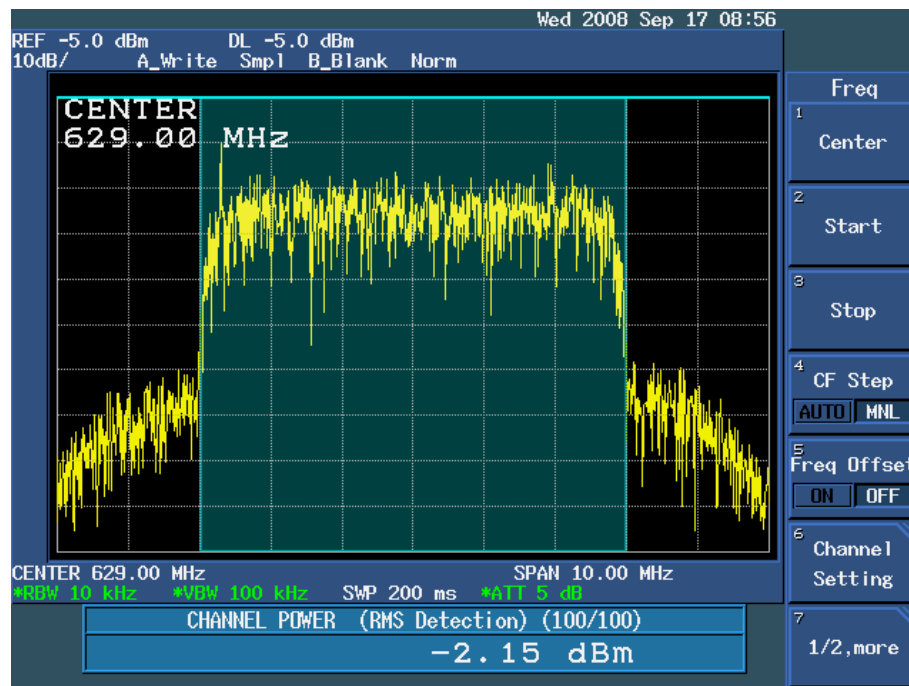 Wed 2008 Sep 17 08:56
REF -5.0 dBm DL -5.0 dBm
10dB/ A_Write Smpl B_Blank Norm
CENTER
629.00 MHz
CENTER 629.00 MHz SPAN 10.00 MHz
*RBW 10 kHz *VBW 100 kHz SWP 200 ms *ATT 5 dB
CHANNEL POWER (RMS Detection) (100/100)
-2.15 dBm
Freq
1
Center
2
Start
3
Stop
4
CF Step
AUTO MNL
5
Freq Offset
ON OFF
6
Channel
Setting
7
1/2,more